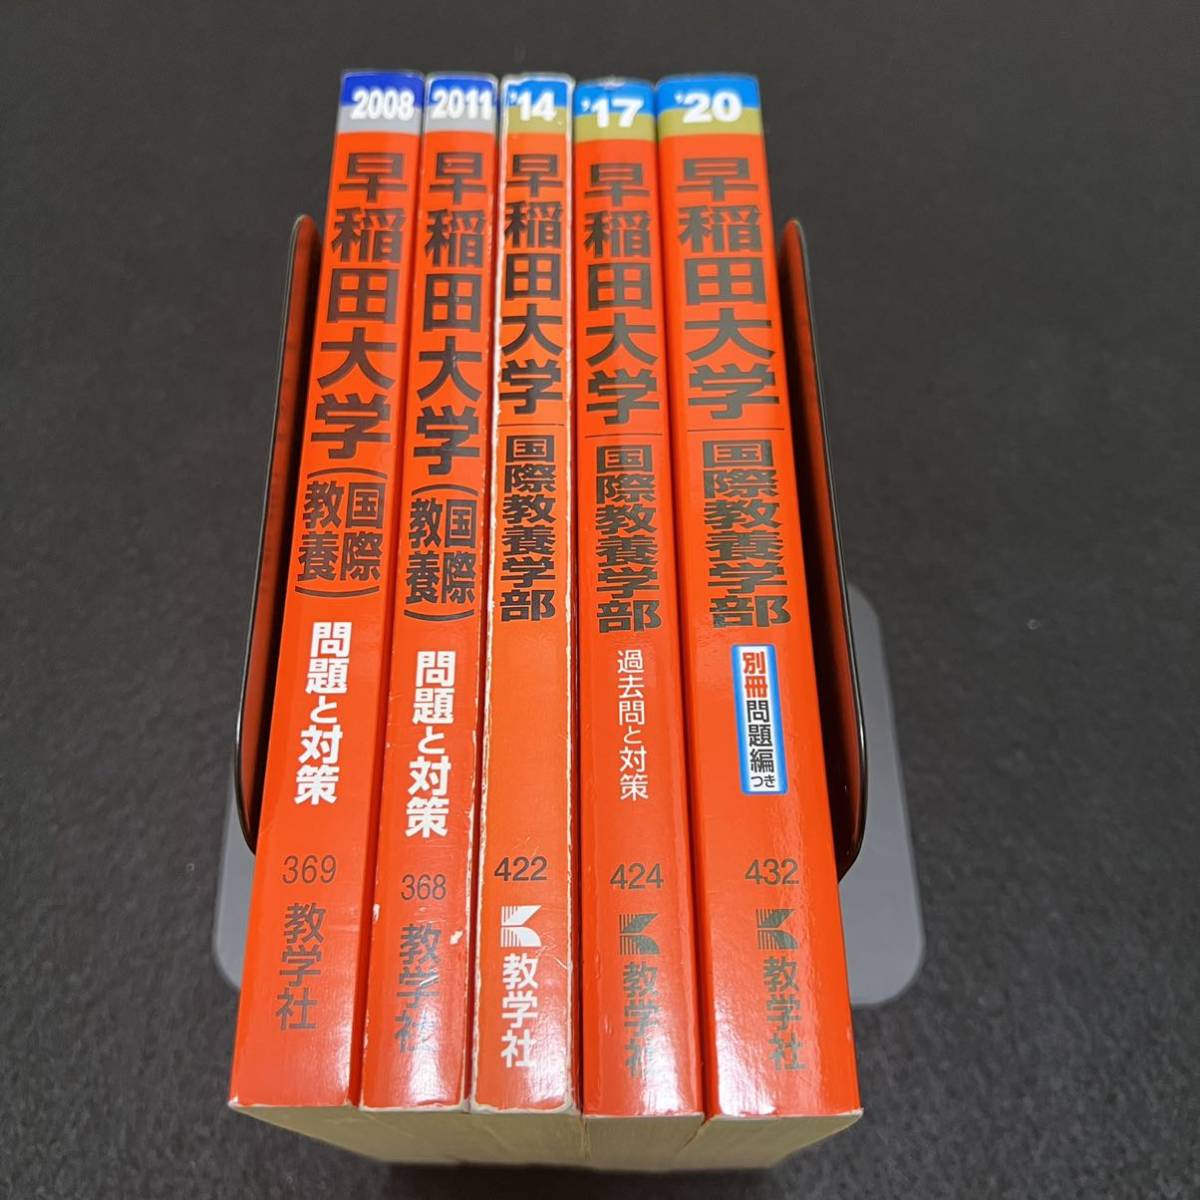 2008
早稲田大学(国際教養)
問題と対策
369
教学社
2011
早稲田大学(国際教養)
問題と対策
368
教学社
'14
早稲田大学
国際教養学部
422
教学社
'17
早稲田大学
国際教養学部
過去問と対策
424
教学社
'20
早稲田大学
国際教養学部
別冊問題編つき
432
教学社